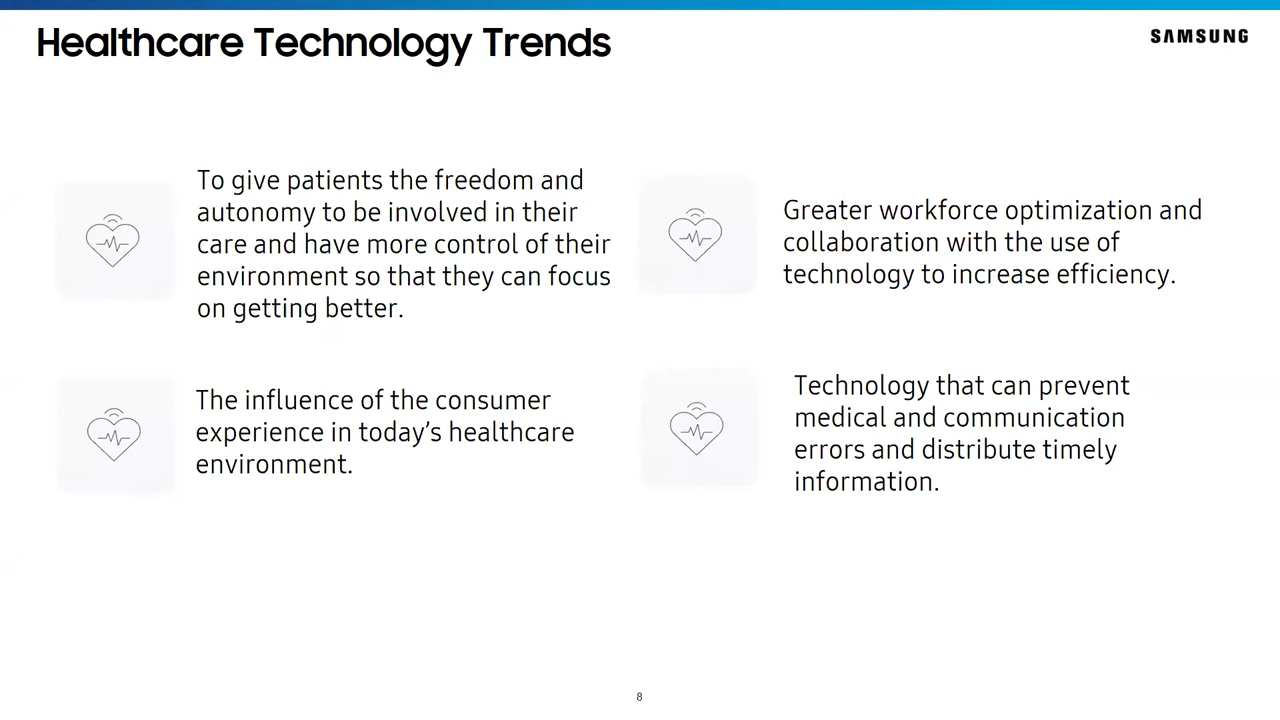 Healthcare Technology Trends
SAMSUNG
To give patients the freedom and
autonomy to be involved in their
care and have more control of their
environment so that they can focus
on getting better.
Greater workforce optimization and
collaboration with the use of
technology to increase efficiency.
The influence of the consumer
experience in today’s healthcare
environment.
Technology that can prevent
medical and communication
errors and distribute timely
information.
8